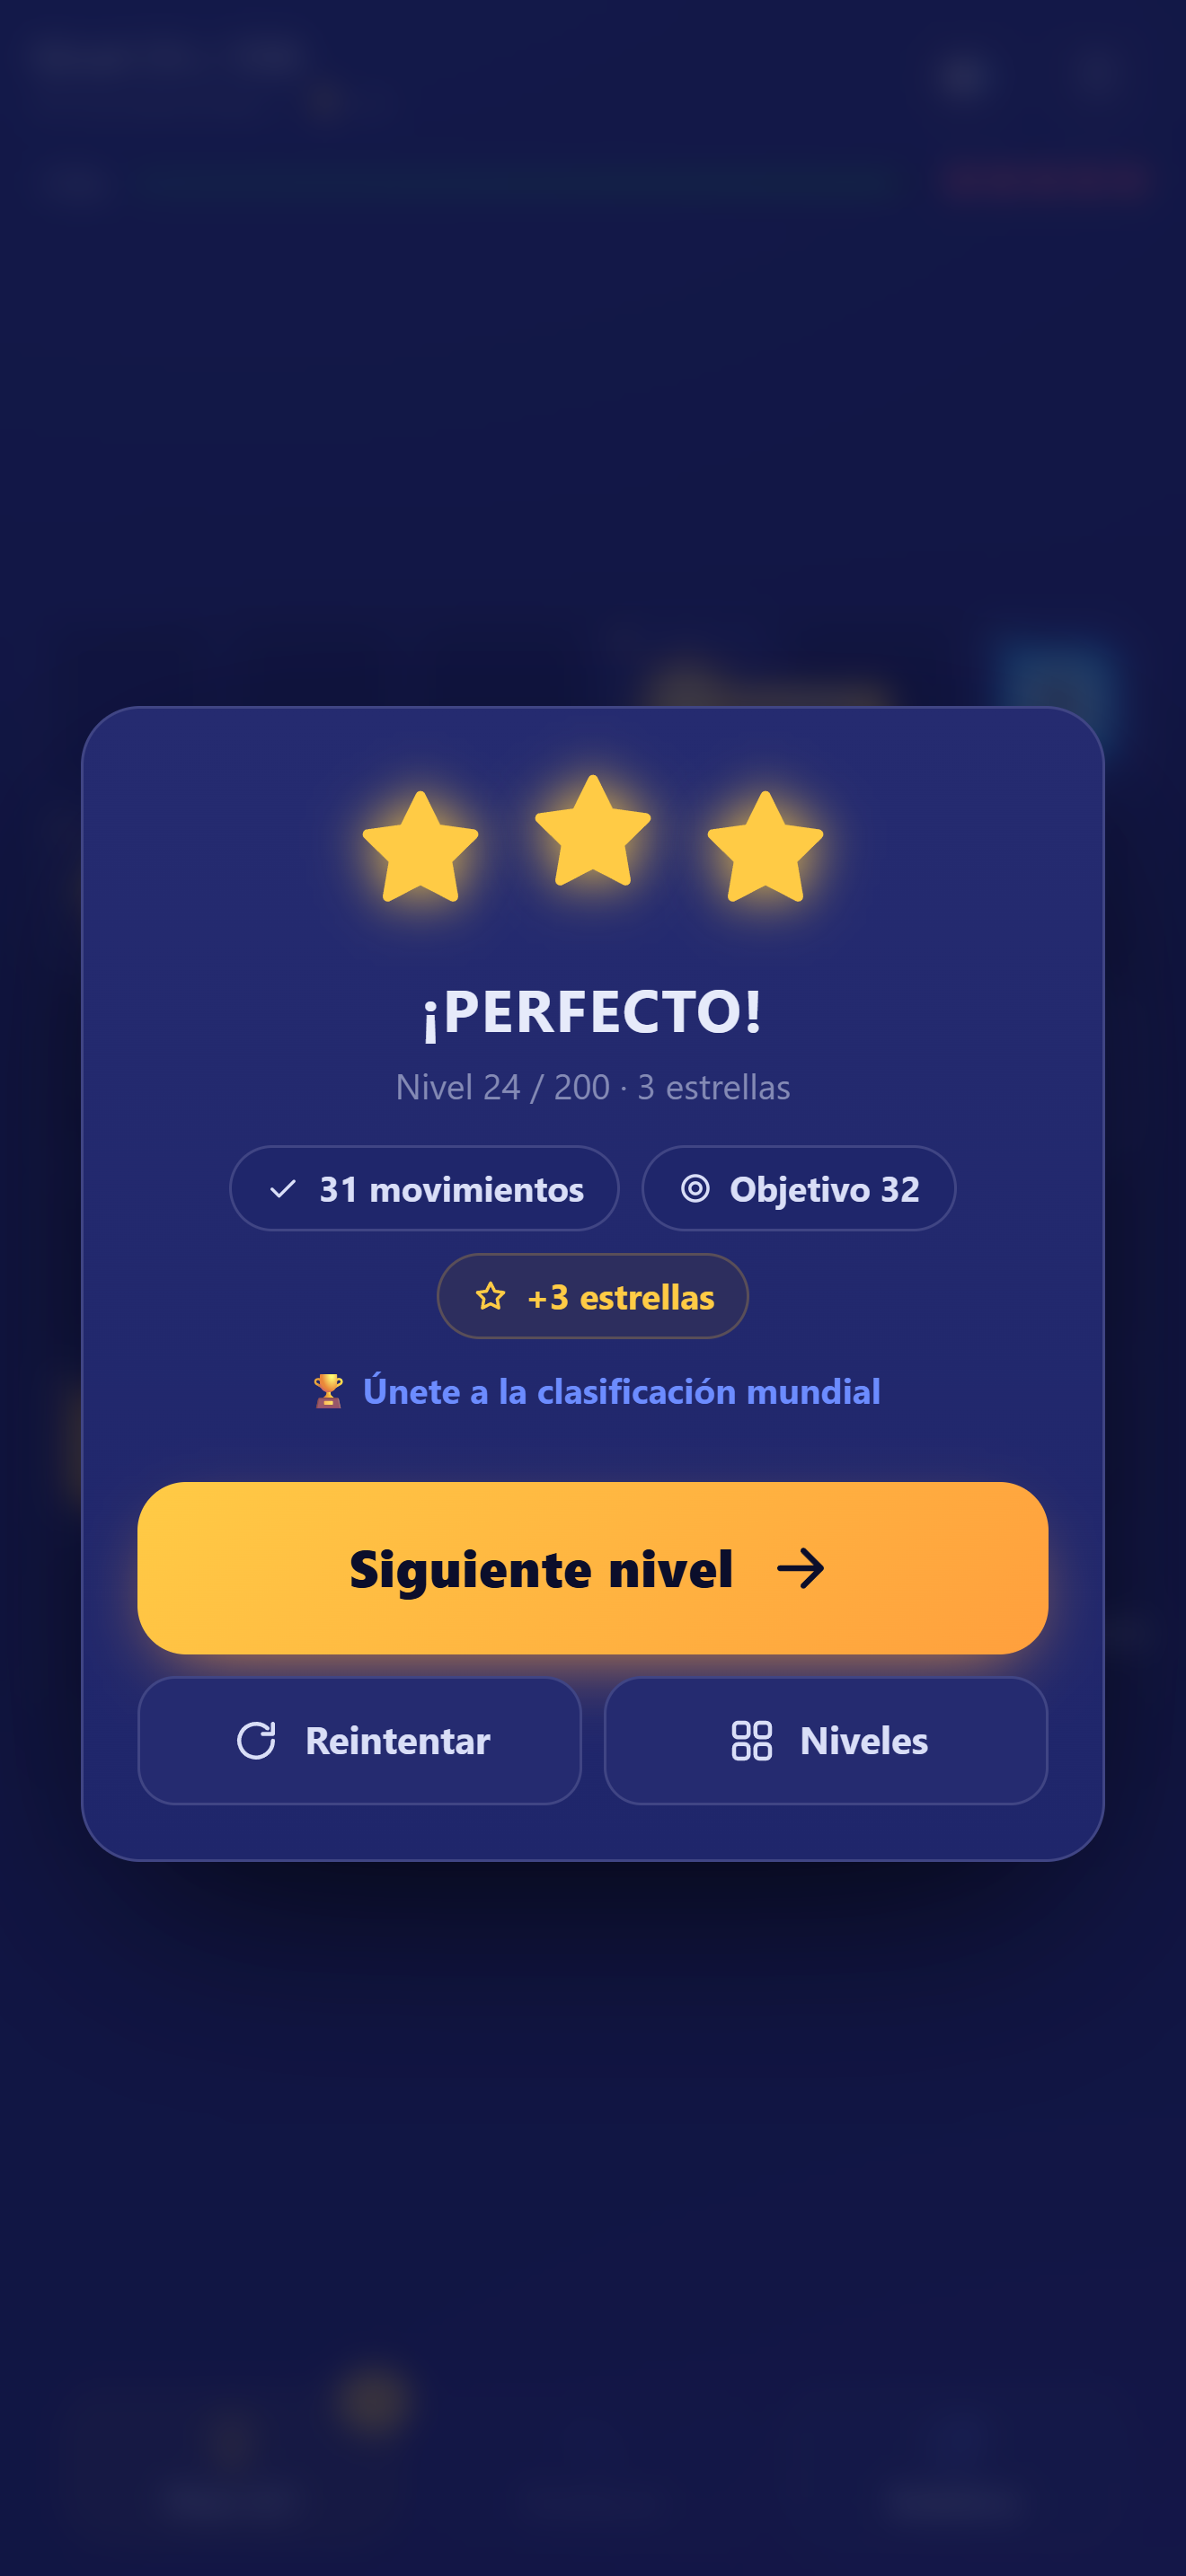 ¡PERFECTO!
Nivel 24 / 200 · 3 estrellas
31 movimientos
Objetivo 32
+3 estrellas
🏆 Únete a la clasificación mundial
Siguiente nivel →
Reintentar
Niveles